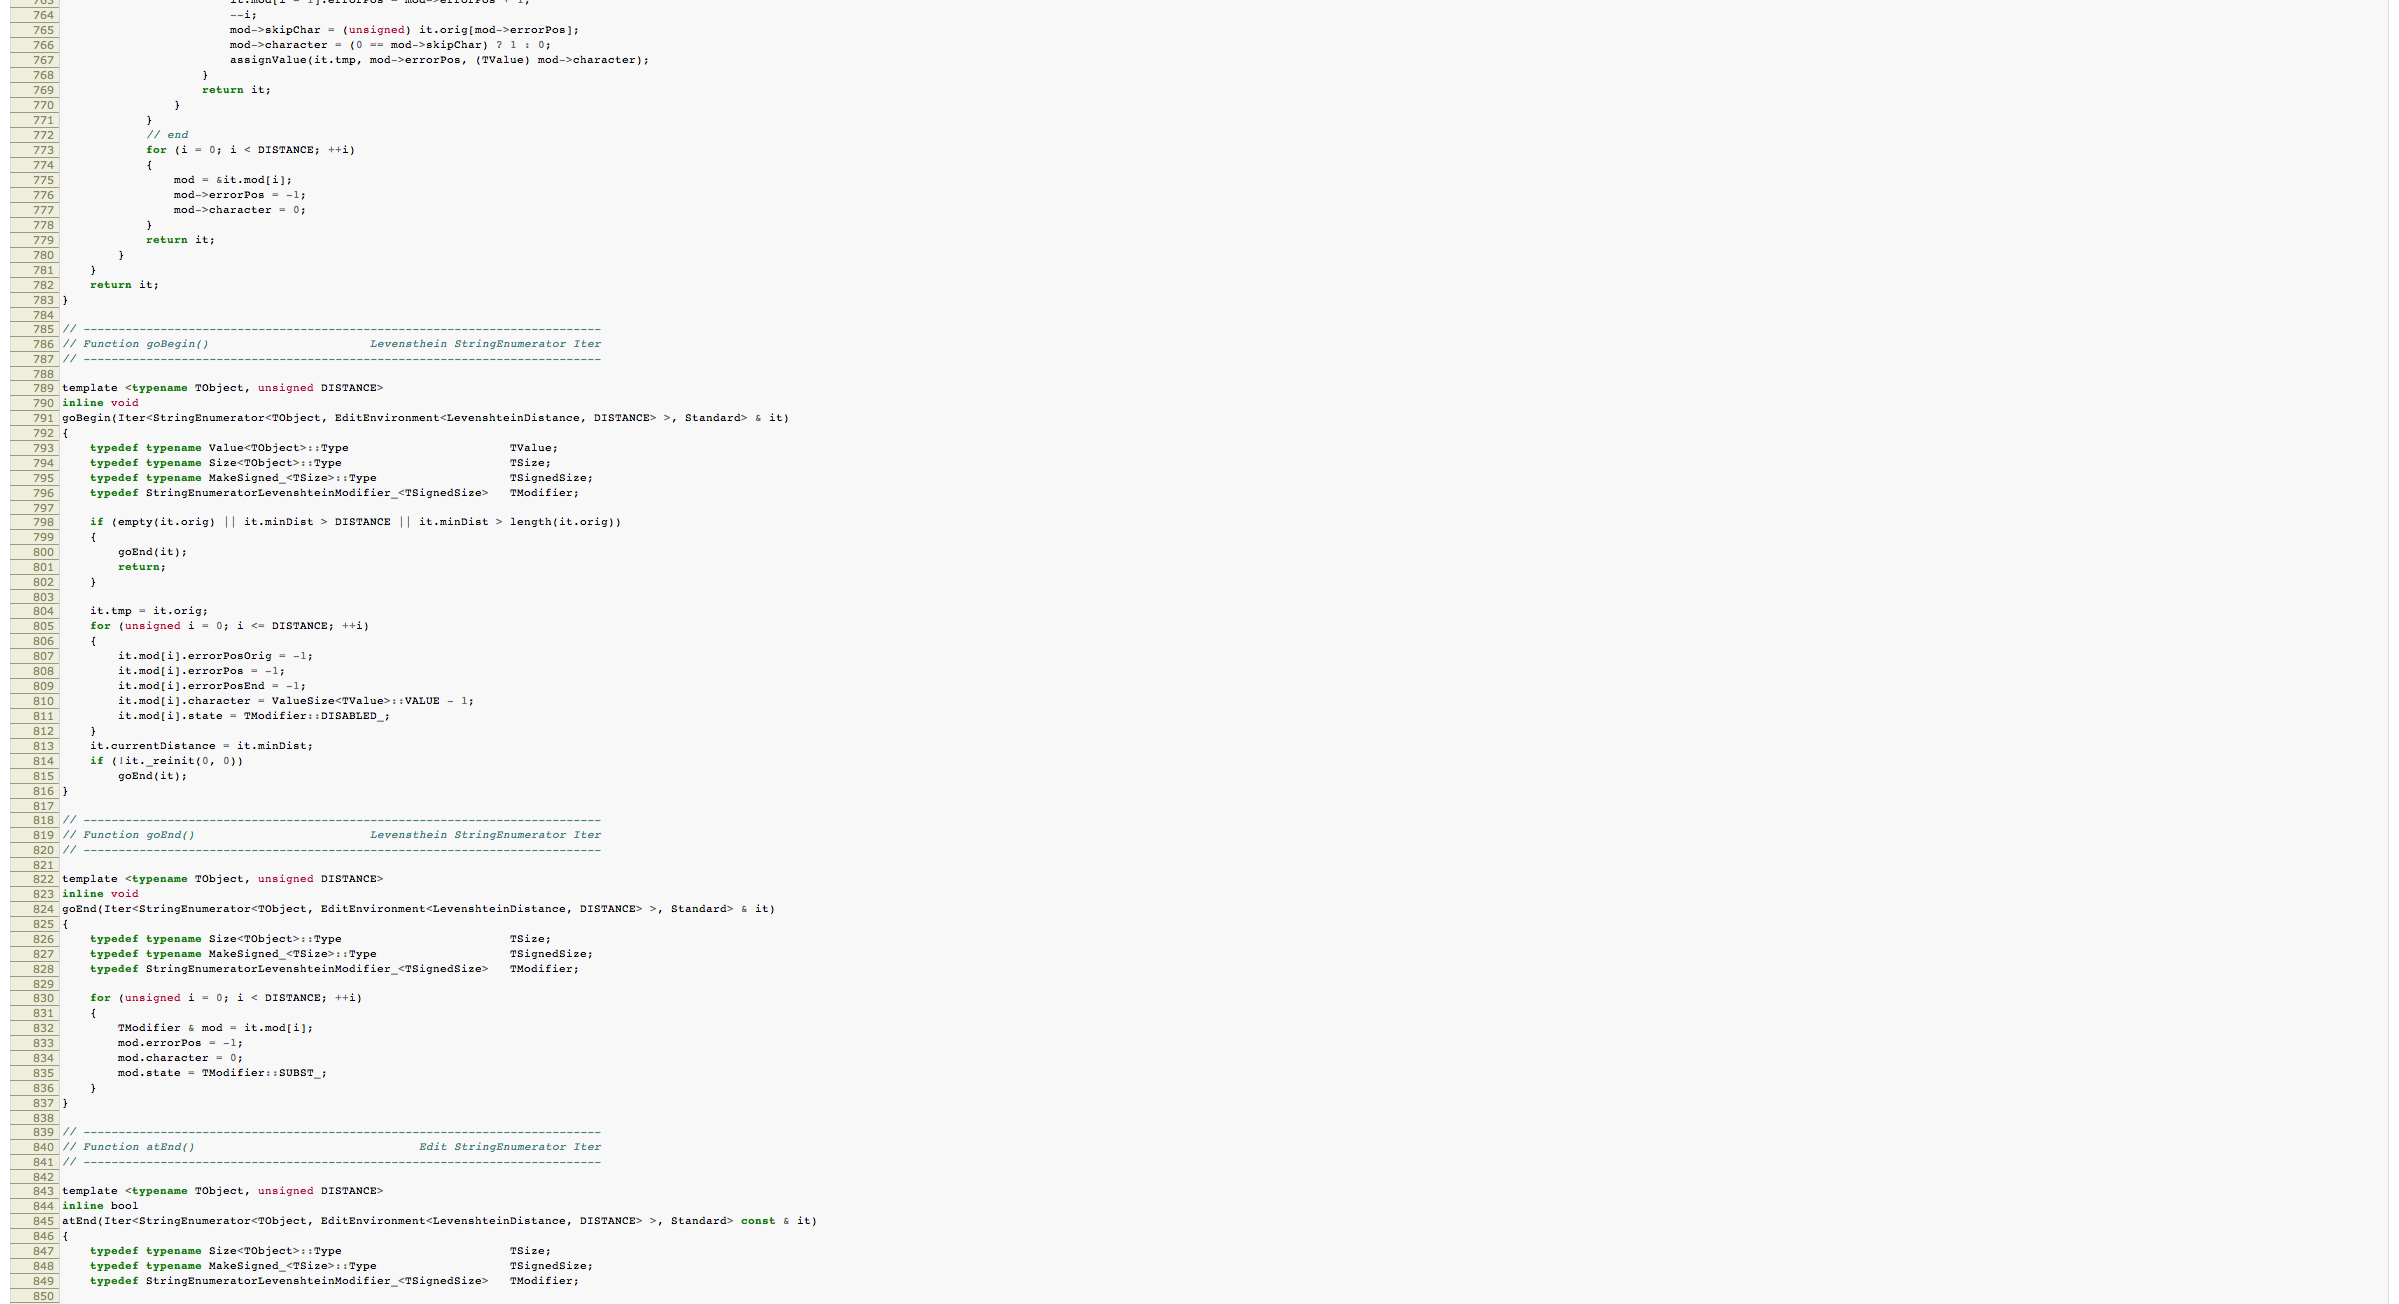 763                         it.mod[i - 1].errorPos = mod->errorPos + 1;
764                         --i;
765                         mod->skipChar = (unsigned) it.orig[mod->errorPos];
766                         mod->character = (0 == mod->skipChar) ? 1 : 0;
767                         assignValue(it.tmp, mod->errorPos, (TValue) mod->character);
768                     }
769                     return it;
770                 }
771             }
772             // end
773             for (i = 0; i < DISTANCE; ++i)
774             {
775                 mod = &it.mod[i];
776                 mod->errorPos = -1;
777                 mod->character = 0;
778             }
779             return it;
780         }
781     }
782     return it;
783 }
784
785 // --------------------------------------------------------------------------
786 // Function goBegin()                       Levensthein StringEnumerator Iter
787 // --------------------------------------------------------------------------
788
789 template <typename TObject, unsigned DISTANCE>
790 inline void
791 goBegin(Iter<StringEnumerator<TObject, EditEnvironment<LevenshteinDistance, DISTANCE> >, Standard> & it)
792 {
793     typedef typename Value<TObject>::Type                       TValue;
794     typedef typename Size<TObject>::Type                        TSize;
795     typedef typename MakeSigned_<TSize>::Type                   TSignedSize;
796     typedef StringEnumeratorLevenshteinModifier_<TSignedSize>   TModifier;
797
798     if (empty(it.orig) || it.minDist > DISTANCE || it.minDist > length(it.orig))
799     {
800         goEnd(it);
801         return;
802     }
803
804     it.tmp = it.orig;
805     for (unsigned i = 0; i <= DISTANCE; ++i)
806     {
807         it.mod[i].errorPosOrig = -1;
808         it.mod[i].errorPos = -1;
809         it.mod[i].errorPosEnd = -1;
810         it.mod[i].character = ValueSize<TValue>::VALUE - 1;
811         it.mod[i].state = TModifier::DISABLED_;
812     }
813     it.currentDistance = it.minDist;
814     if (!it._reinit(0, 0))
815         goEnd(it);
816 }
817
818 // --------------------------------------------------------------------------
819 // Function goEnd()                         Levensthein StringEnumerator Iter
820 // --------------------------------------------------------------------------
821
822 template <typename TObject, unsigned DISTANCE>
823 inline void
824 goEnd(Iter<StringEnumerator<TObject, EditEnvironment<LevenshteinDistance, DISTANCE> >, Standard> & it)
825 {
826     typedef typename Size<TObject>::Type                        TSize;
827     typedef typename MakeSigned_<TSize>::Type                   TSignedSize;
828     typedef StringEnumeratorLevenshteinModifier_<TSignedSize>   TModifier;
829
830     for (unsigned i = 0; i < DISTANCE; ++i)
831     {
832         TModifier & mod = it.mod[i];
833         mod.errorPos = -1;
834         mod.character = 0;
835         mod.state = TModifier::SUBST_;
836     }
837 }
838
839 // --------------------------------------------------------------------------
840 // Function atEnd()                                Edit StringEnumerator Iter
841 // --------------------------------------------------------------------------
842
843 template <typename TObject, unsigned DISTANCE>
844 inline bool
845 atEnd(Iter<StringEnumerator<TObject, EditEnvironment<LevenshteinDistance, DISTANCE> >, Standard> const & it)
846 {
847     typedef typename Size<TObject>::Type                        TSize;
848     typedef typename MakeSigned_<TSize>::Type                   TSignedSize;
849     typedef StringEnumeratorLevenshteinModifier_<TSignedSize>   TModifier;
850